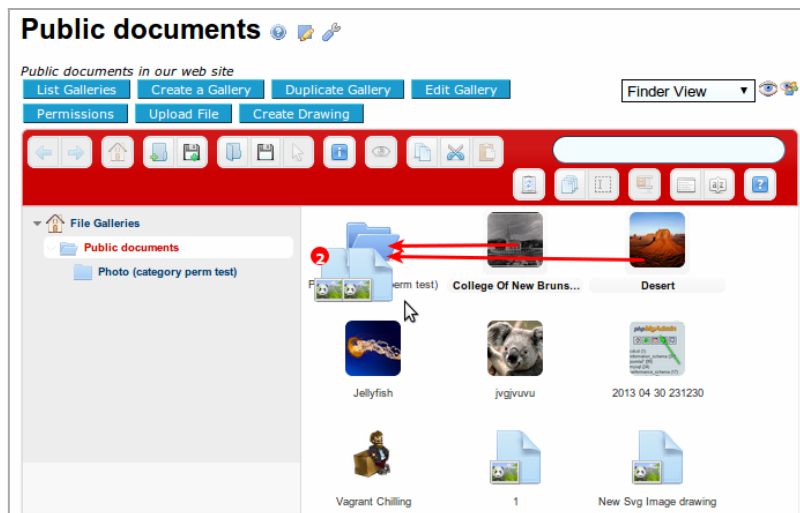 Public documents
Public documents in our web site
List Galleries Create a Gallery Duplicate Gallery Edit Gallery
Finder View
Permissions Upload File Create Drawing
File Galleries
Public documents
Photo (category perm test)
2
perm test) College Of New Bruns... Desert
phpMyAdmin
Jellyfish jvgjvuvu 2013 04 30 231230
Vagrant Chilling 1 New Svg Image drawing